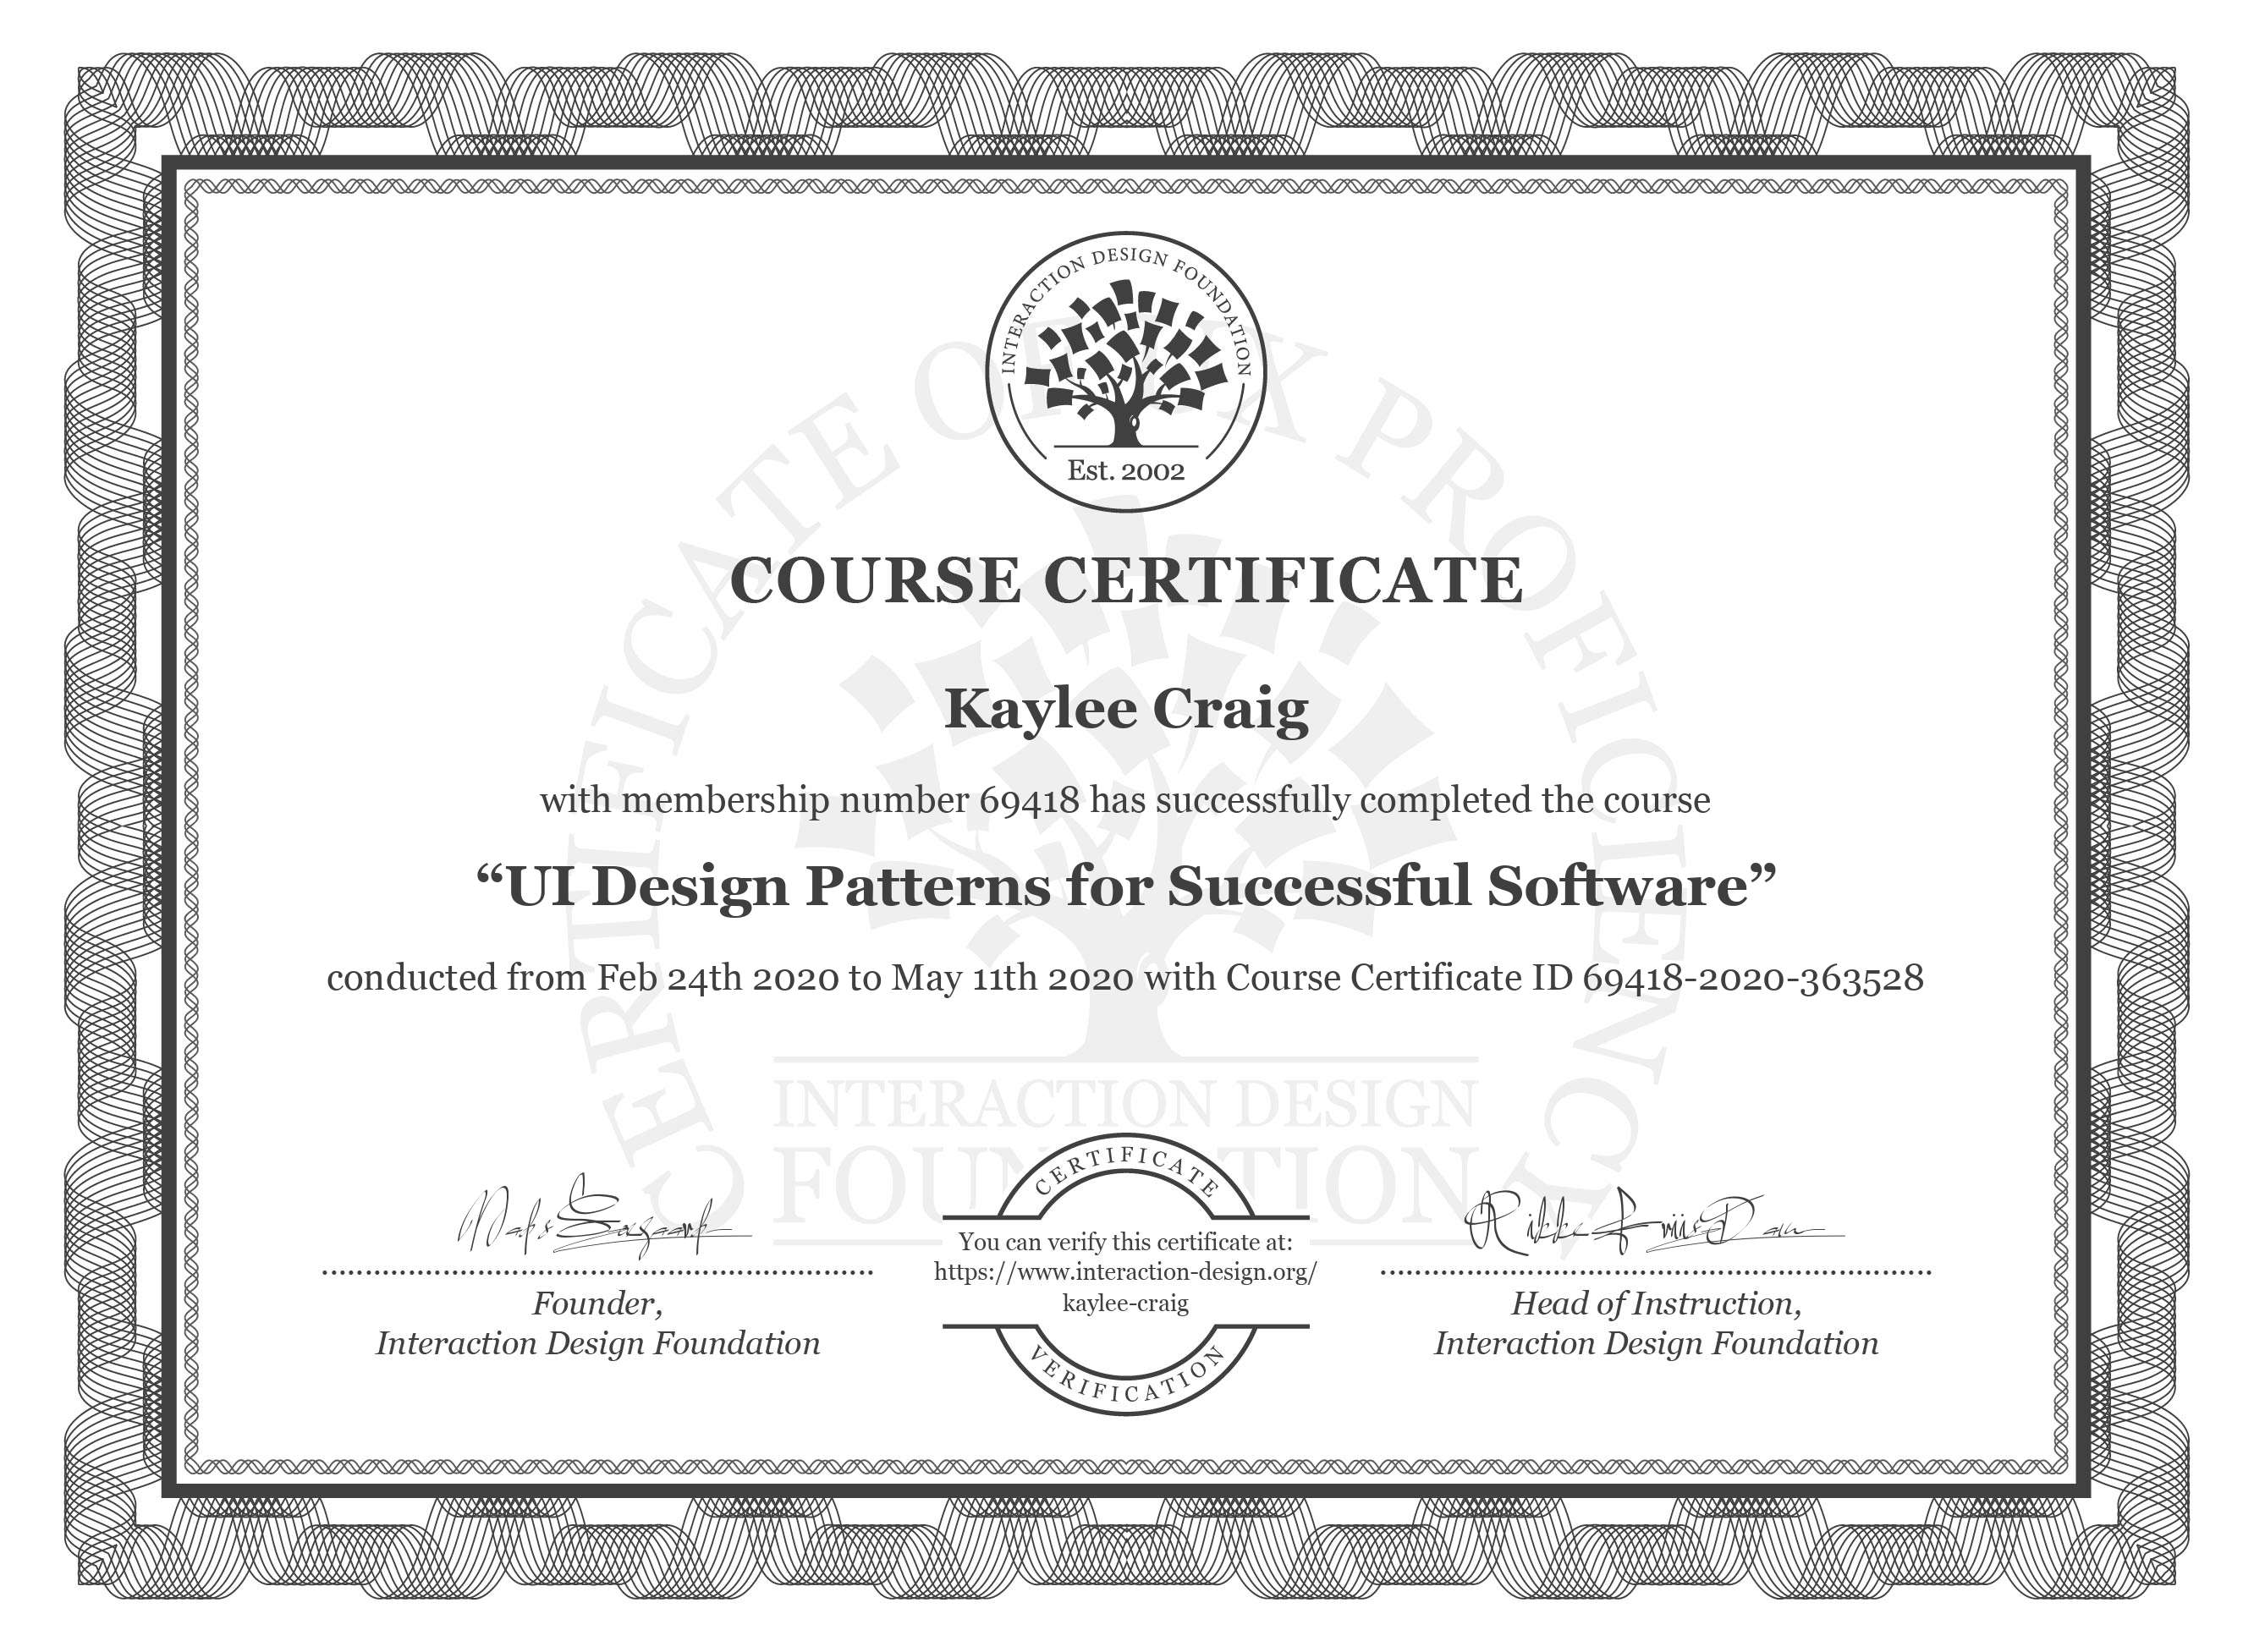 INTERACTION DESIGN FOUNDATION
Est. 2002
CERTIFICATE OF UX PROFICIENCY
COURSE CERTIFICATE
Kaylee Craig
with membership number 69418 has successfully completed the course
“UI Design Patterns for Successful Software”
conducted from Feb 24th 2020 to May 11th 2020 with Course Certificate ID 69418-2020-363528
INTERACTION DESIGN
FOUNDATION
CERTIFICATE
You can verify this certificate at:
https://www.interaction-design.org/
kaylee-craig
VERIFICATION
Founder,
Interaction Design Foundation
Rikke Friis Dam
Head of Instruction,
Interaction Design Foundation